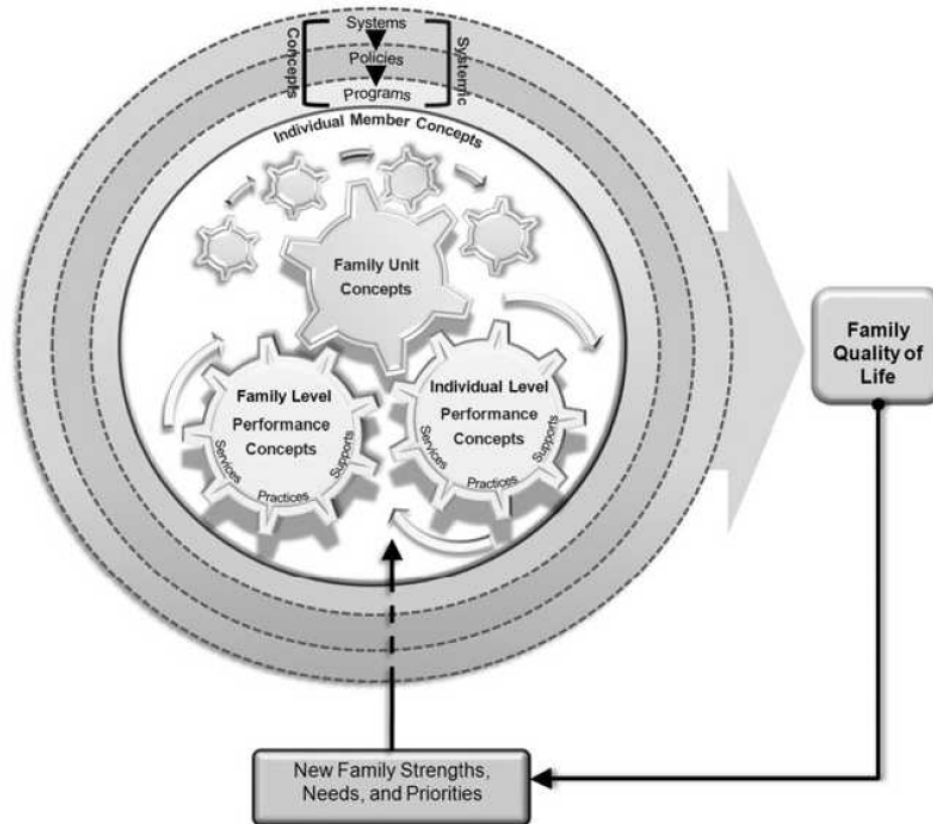 Systems
Policies
Programs
Concepts
Systemic
Individual Member Concepts
Family Unit
Concepts
Family Level
Performance
Concepts
Services
Practices
Supports
Individual Level
Performance
Concepts
Services
Practices
Supports
Family
Quality of
Life
New Family Strengths,
Needs, and Priorities